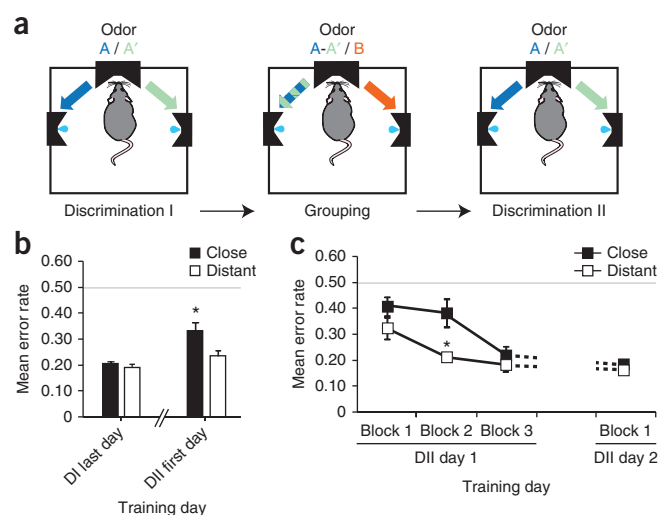 a
Odor
A / A′
Odor
A-A′ / B
Odor
A / A′
Discrimination I
Grouping
Discrimination II
b
Close
Distant
Mean error rate
0.60
0.50
0.40
0.30
0.20
0.10
0
*
DI last day
DII first day
Training day
c
Close
Distant
Mean error rate
0.60
0.50
0.40
0.30
0.20
0.10
0
*
Block 1 Block 2 Block 3 Block 1
DII day 1 DII day 2
Training day